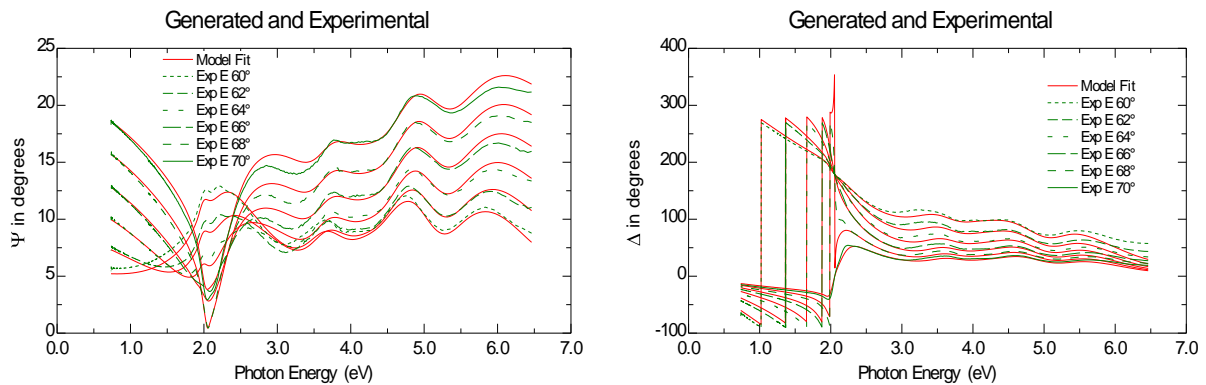 Generated and Experimental
25
20
15
10
5
0
Ψ in degrees
Model Fit
Exp E 60°
Exp E 62°
Exp E 64°
Exp E 66°
Exp E 68°
Exp E 70°
0.0 1.0 2.0 3.0 4.0 5.0 6.0 7.0
Photon Energy (eV)
Generated and Experimental
400
300
200
100
0
-100
Δ in degrees
Model Fit
Exp E 60°
Exp E 62°
Exp E 64°
Exp E 66°
Exp E 68°
Exp E 70°
0.0 1.0 2.0 3.0 4.0 5.0 6.0 7.0
Photon Energy (eV)